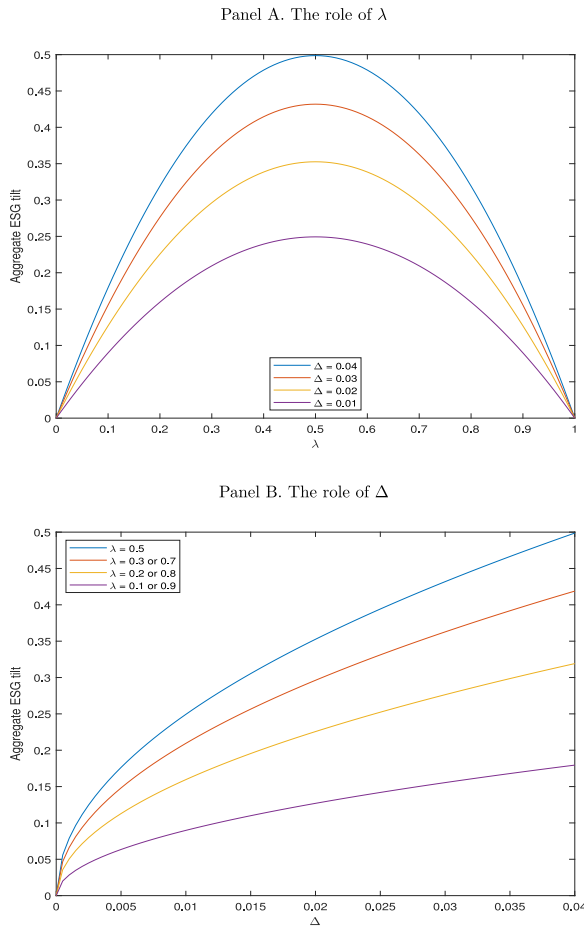 Panel A. The role of λ
0.5
0.45
0.4
0.35
0.3
0.25
0.2
0.15
0.1
0.05
0
Aggregate ESG tilt
Δ = 0.04
Δ = 0.03
Δ = 0.02
Δ = 0.01
0 0.1 0.2 0.3 0.4 0.5 0.6 0.7 0.8 0.9 1
λ
Panel B. The role of Δ
λ = 0.5
λ = 0.3 or 0.7
λ = 0.2 or 0.8
λ = 0.1 or 0.9
0.5
0.45
0.4
0.35
0.3
0.25
0.2
0.15
0.1
0.05
0
Aggregate ESG tilt
0 0.005 0.01 0.015 0.02 0.025 0.03 0.035 0.04
Δ